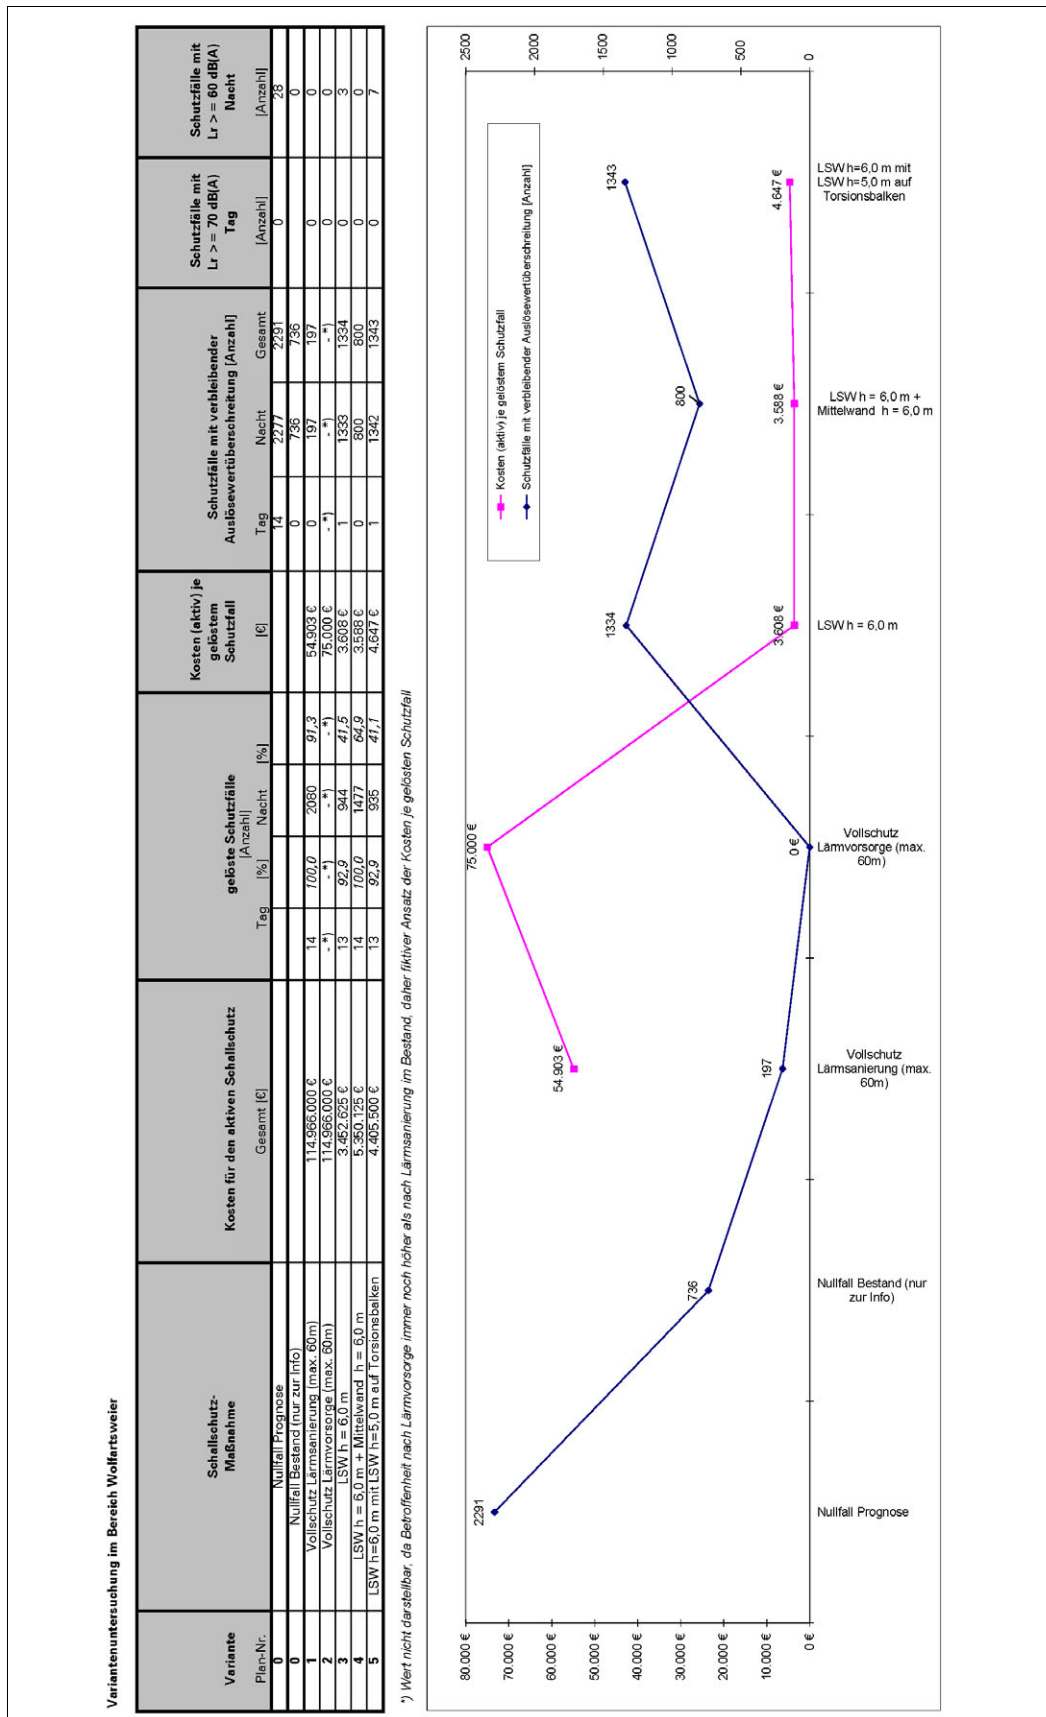 Variantenuntersuchung im Bereich Wolfartsweier
Variante
Schallschutz-
Maßnahme
Kosten für den aktiven Schallschutz
gelöste Schutzfälle
[Anzahl]
Kosten (aktiv) je
gelöstem
Schutzfall
Schutzfälle mit verbleibender
Auslösewertüberschreitung [Anzahl]
Schutzfälle mit
Lr > = 70 dB(A)
Tag
Schutzfälle mit
Lr > = 60 dB(A)
Nacht
Plan-Nr. Gesamt [€] Tag [%] Nacht [%] [€] Tag Nacht Gesamt [Anzahl] [Anzahl]
0 Nullfall Prognose 14 2277 2291 0 28
0 Nullfall Bestand (nur zur Info) 0 736 736 0
1 Vollschutz Lärmsanierung (max. 60m) 114.966.000 € 14 100,0 2080 91,3 54.903 € 0 197 197 0 0
2 Vollschutz Lärmvorsorge (max. 60m) 114.966.000 € - *) - *) - *) - *) 75.000 € - *) - *) - *) 0 0
3 LSW h = 6,0 m 3.452.625 € 13 92,9 944 41,5 3.608 € 1 1333 1334 0 3
4 LSW h = 6,0 m + Mittelwand h = 6,0 m 5.350.125 € 14 100,0 1477 64,9 3.588 € 0 800 800 0 0
5 LSW h=6,0 m mit LSW h=5,0 m auf Torsionsbalken 4.405.500 € 13 92,9 935 41,1 4.647 € 1 1342 1343 0 7
*) Wert nicht darstellbar, da Betroffenheit nach Lärmvorsorge immer noch höher als nach Lärmsanierung im Bestand, daher fiktiver Ansatz der Kosten je gelösten Schutzfall
80.000 €
70.000 €
60.000 €
50.000 €
40.000 €
30.000 €
20.000 €
10.000 €
0 €
2291
736
197
54.903 €
75.000 €
0 €
1334
3.608 €
800
3.588 €
1343
4.647 €
Kosten (aktiv) je gelöstem Schutzfall
Schutzfälle mit verbleibender Auslösewertüberschreitung [Anzahl]
2500
2000
1500
1000
500
0
Nullfall Prognose
Nullfall Bestand (nur
zur Info)
Vollschutz
Lärmsanierung (max.
60m)
Vollschutz
Lärmvorsorge (max.
60m)
LSW h = 6,0 m
LSW h = 6,0 m +
Mittelwand h = 6,0 m
LSW h=6,0 m mit
LSW h=5,0 m auf
Torsionsbalken